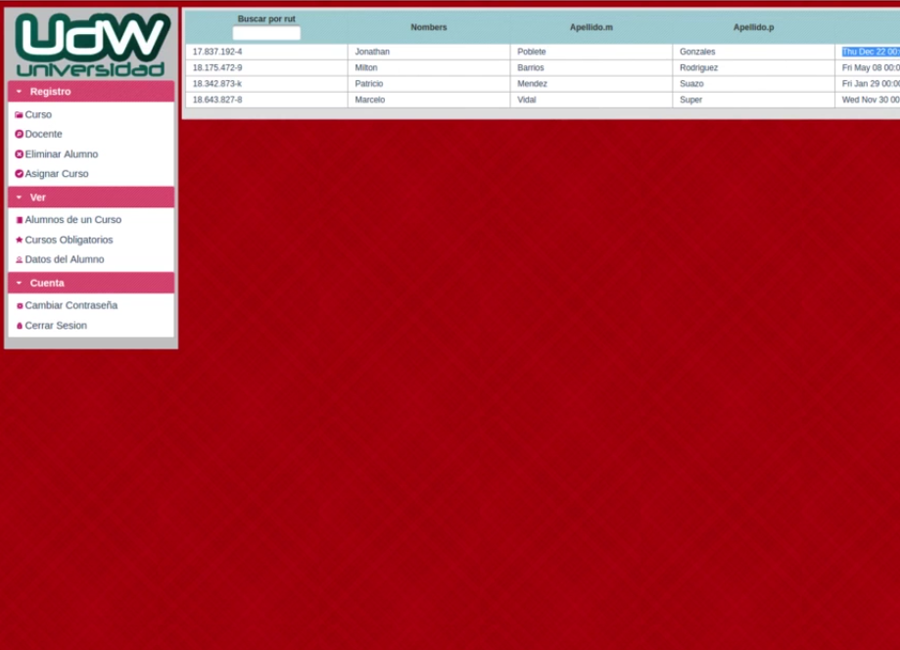 UdW
universidad
Registro
Curso
Docente
Eliminar Alumno
Asignar Curso
Ver
Alumnos de un Curso
Cursos Obligatorios
Datos del Alumno
Cuenta
Cambiar Contraseña
Cerrar Sesion
Buscar por rut Nombers Apellido.m Apellido.p
17.837.192-4 Jonathan Poblete Gonzales Thu Dec 22 00:
18.175.472-9 Milton Barrios Rodriguez Fri May 08 00:0
18.342.873-k Patricio Mendez Suazo Fri Jan 29 00:00
18.643.827-8 Marcelo Vidal Super Wed Nov 30 00